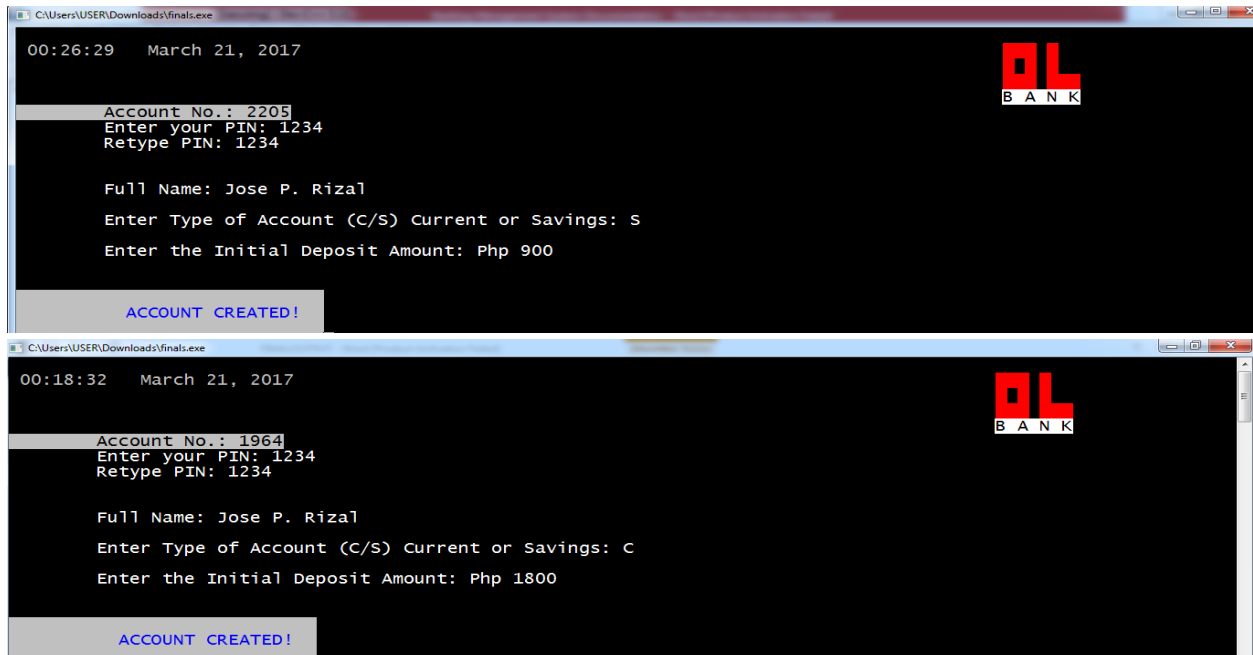 C:\Users\USER\Downloads\finals.exe
00:26:29 March 21, 2017
OL
BANK
Account No.: 2205
Enter your PIN: 1234
Retype PIN: 1234
Full Name: Jose P. Rizal
Enter Type of Account (C/S) Current or Savings: S
Enter the Initial Deposit Amount: Php 900
ACCOUNT CREATED!
C:\Users\USER\Downloads\finals.exe
00:18:32 March 21, 2017
OL
BANK
Account No.: 1964
Enter your PIN: 1234
Retype PIN: 1234
Full Name: Jose P. Rizal
Enter Type of Account (C/S) Current or Savings: C
Enter the Initial Deposit Amount: Php 1800
ACCOUNT CREATED!